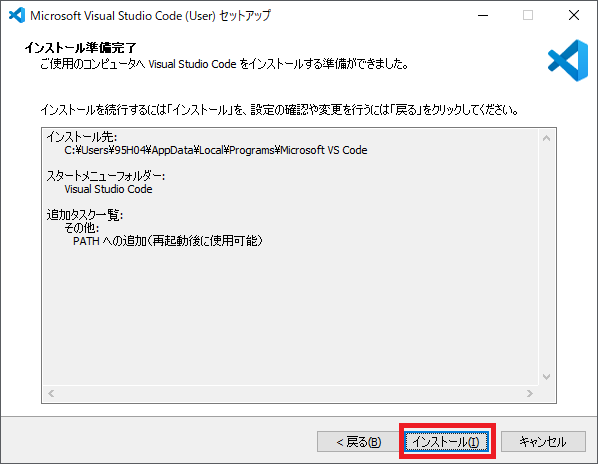 Microsoft Visual Studio Code (User) セットアップ
インストール準備完了
ご使用のコンピュータへ Visual Studio Code をインストールする準備ができました。
インストールを続行するには「インストール」を、設定の確認や変更を行うには「戻る」をクリックしてください。
インストール先:
C:¥Users¥95H04¥AppData¥Local¥Programs¥Microsoft VS Code
スタートメニューフォルダー:
Visual Studio Code
追加タスク一覧:
その他:
PATH への追加(再起動後に使用可能)
< 戻る(B)
インストール(I)
キャンセル